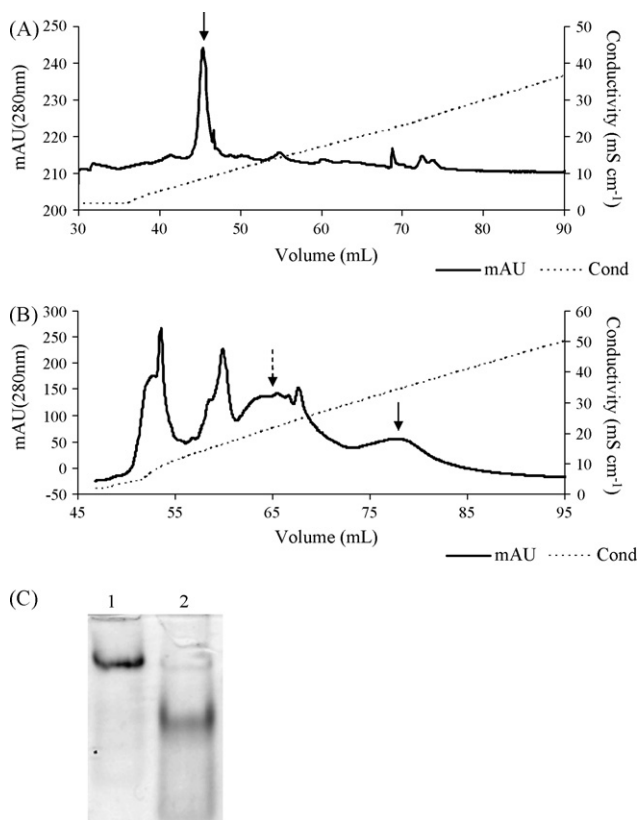 (A)
250
240
230
220
210
200
mAU(280nm)
50
40
30
20
10
0
Conductivity (mS cm⁻¹)
30 40 50 60 70 80 90
Volume (mL)
mAU Cond
(B)
300
250
200
150
100
50
0
-50
mAU(280nm)
60
50
40
30
20
10
0
Conductivity (mS cm⁻¹)
45 55 65 75 85 95
Volume (mL)
mAU Cond
(C)
1 2